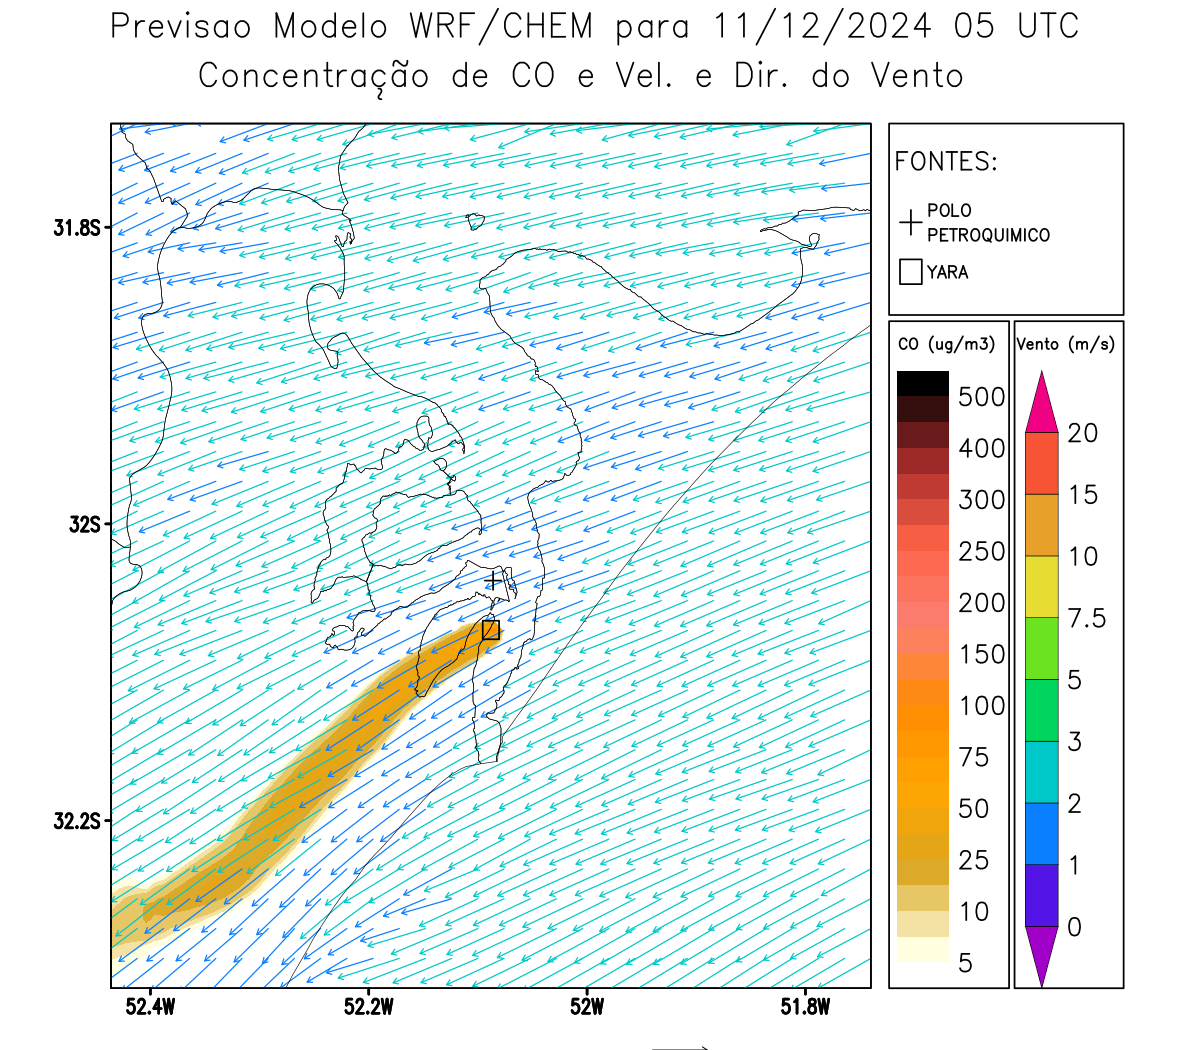 Previsao Modelo WRF/CHEM para 11/12/2024 05 UTC
Concentração de CO e Vel. e Dir. do Vento
FONTES:
POLO
PETROQUIMICO
YARA
CO (ug/m3)
500
400
300
250
200
150
100
75
50
25
10
5
Vento (m/s)
20
15
10
7.5
5
3
2
1
0
31.8S
32S
32.2S
52.4W
52.2W
52W
51.8W